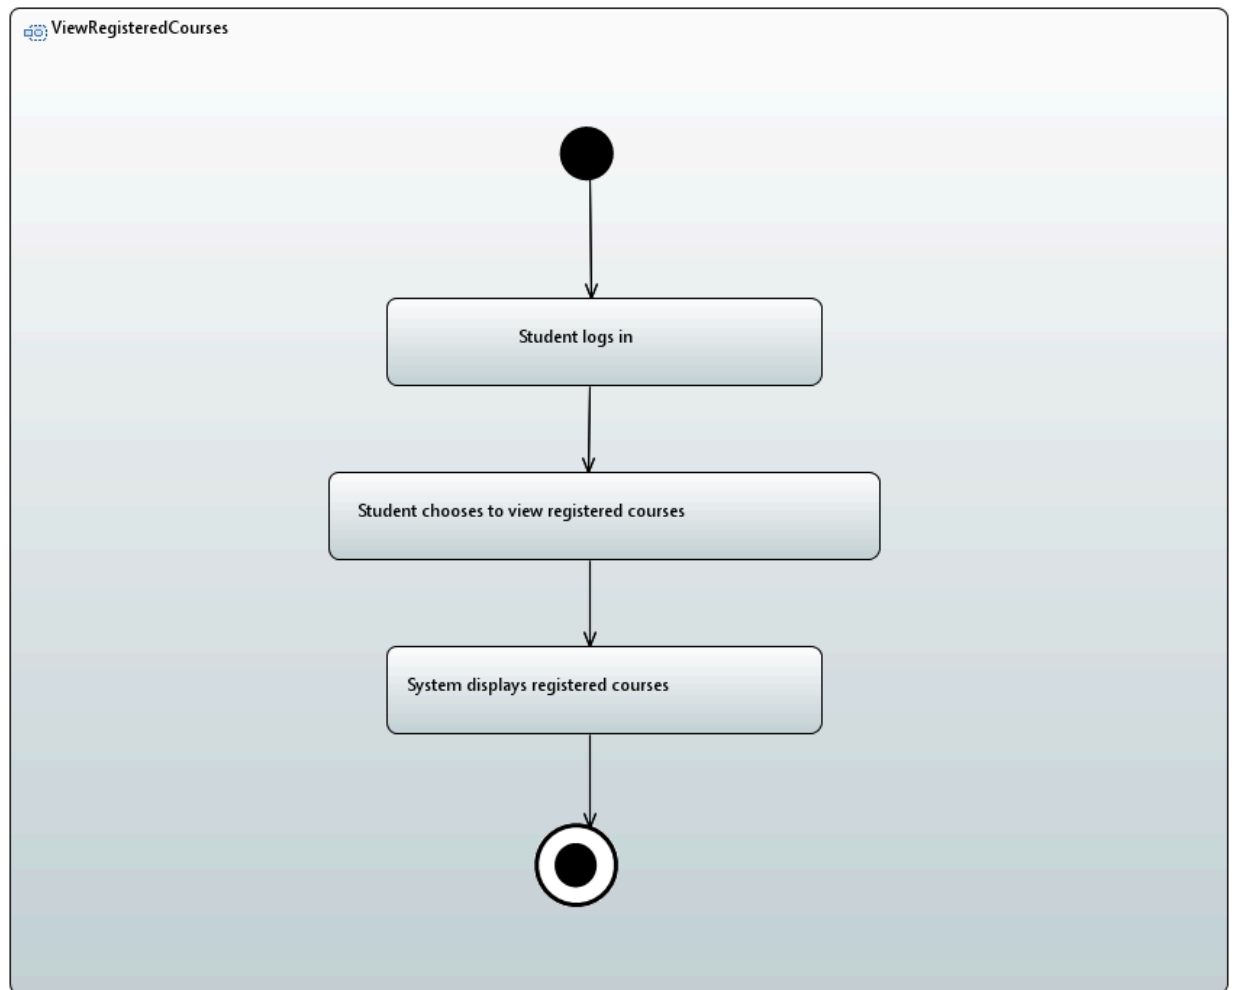 ViewRegisteredCourses
Student logs in
Student chooses to view registered courses
System displays registered courses